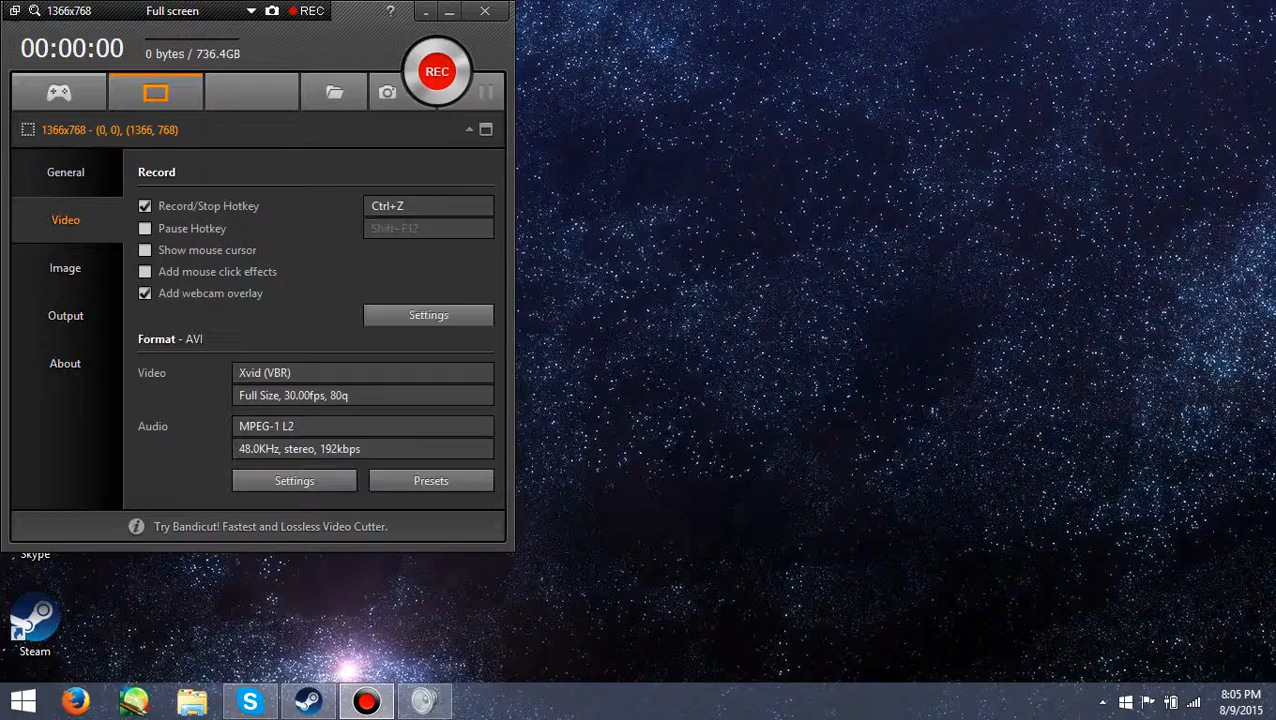 1366x768 Full screen REC ?
00:00:00 0 bytes / 736.4GB
REC
1366x768 - (0, 0), (1366, 768)
General
Video
Image
Output
About
Record
Record/Stop Hotkey Ctrl+Z
Pause Hotkey Shift+F12
Show mouse cursor
Add mouse click effects
Add webcam overlay
Settings
Format - AVI
Video Xvid (VBR)
Full Size, 30.00fps, 80q
Audio MPEG-1 L2
48.0KHz, stereo, 192kbps
Settings Presets
Try Bandicut! Fastest and Lossless Video Cutter.
Skype
Steam
8:05 PM
8/9/2015